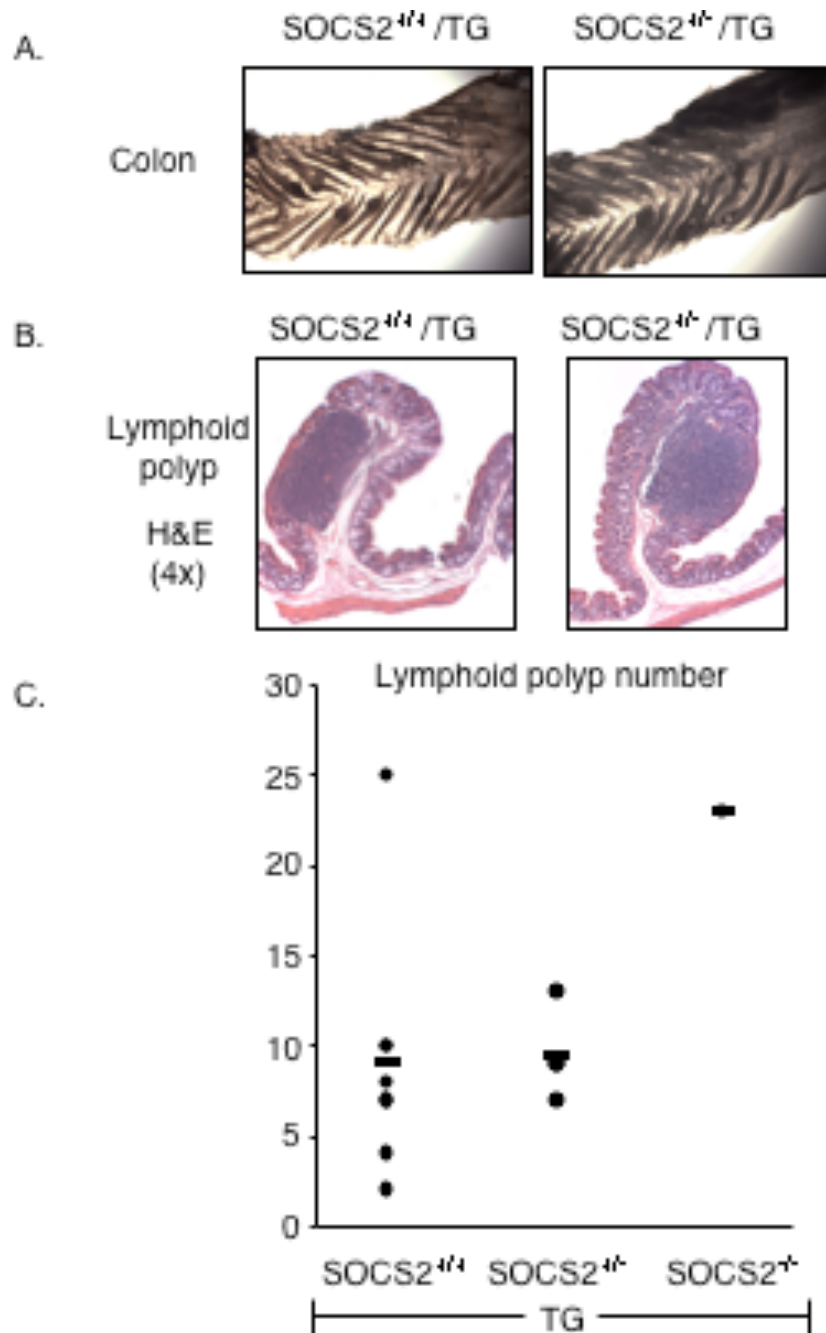 A.
SOCS2+/+ /TG SOCS2+/- /TG
Colon
B.
SOCS2+/+ /TG SOCS2+/- /TG
Lymphoid
polyp
H&E
(4x)
C.
Lymphoid polyp number
30
25
20
15
10
5
0
SOCS2+/+ SOCS2+/- SOCS2-/-
TG